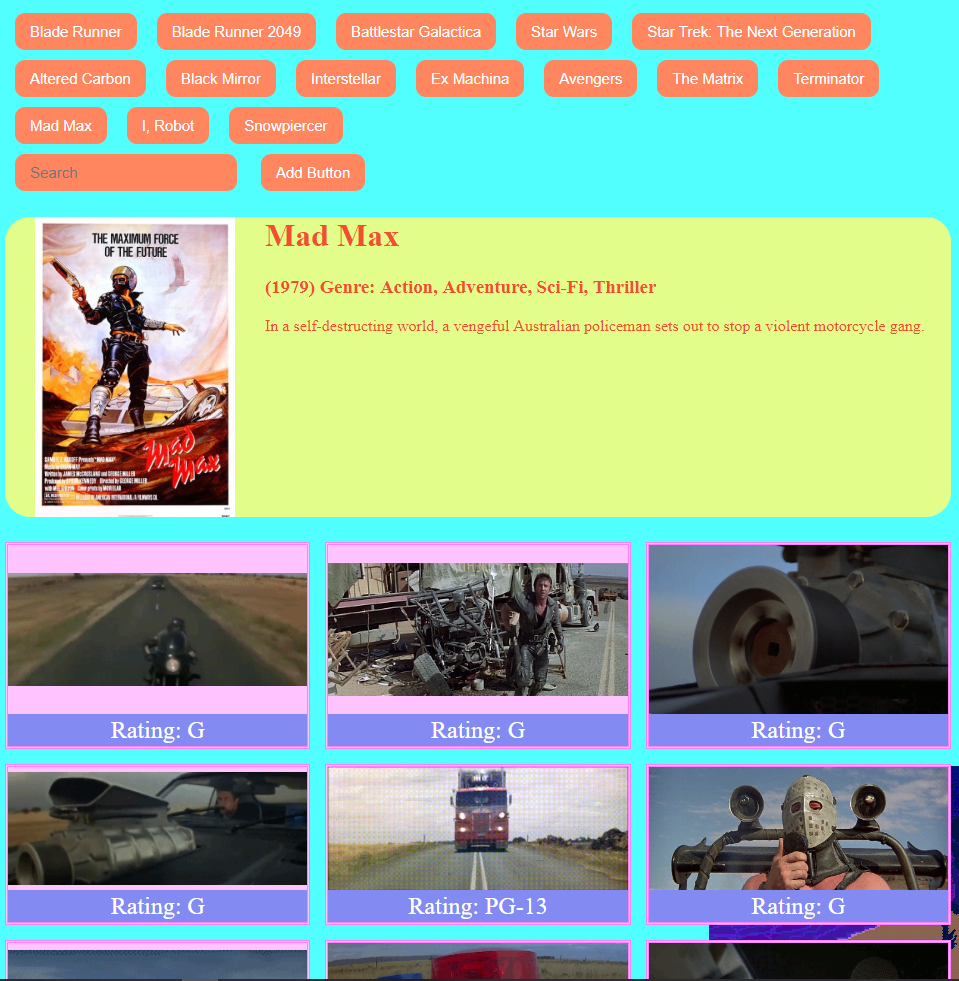 Blade Runner Blade Runner 2049 Battlestar Galactica Star Wars Star Trek: The Next Generation
Altered Carbon Black Mirror Interstellar Ex Machina Avengers The Matrix Terminator
Mad Max I, Robot Snowpiercer
Search Add Button
THE MAXIMUM FORCE
OF THE FUTURE
Mad
Max
Mad Max
(1979) Genre: Action, Adventure, Sci-Fi, Thriller
In a self-destructing world, a vengeful Australian policeman sets out to stop a violent motorcycle gang.
Rating: G Rating: G Rating: G
Rating: G Rating: PG-13 Rating: G